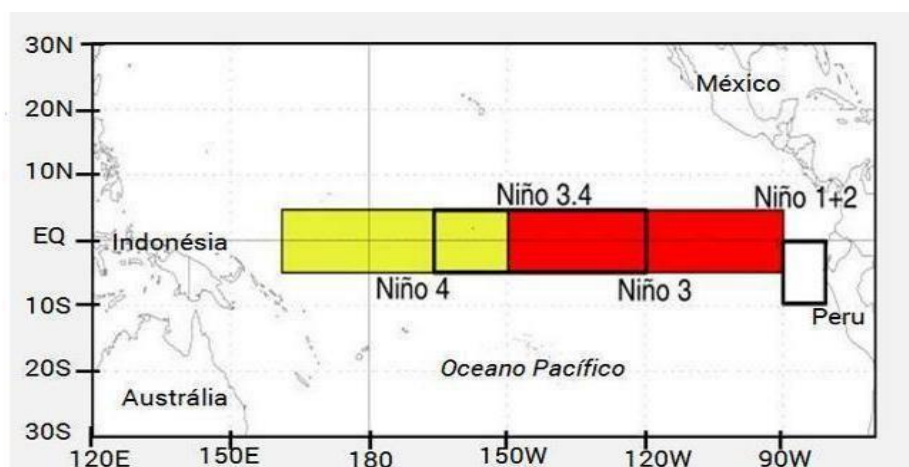 30N
México
20N
10N
Niño 3.4
Niño 1+2
EQ
Indonésia
Niño 4
Niño 3
10S
Peru
Oceano Pacífico
20S
Austrália
30S
120E 150E 180 150W 120W 90W